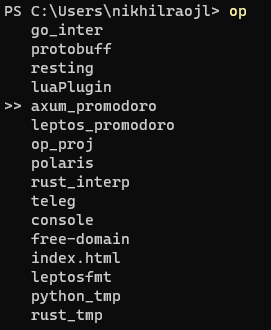 PS C:\Users\nikhilraojl> op
go_inter
protobuff
resting
luaPlugin
>> axum_promodoro
leptos_promodoro
op_proj
polaris
rust_interp
teleg
console
free-domain
index.html
leptosfmt
python_tmp
rust_tmp